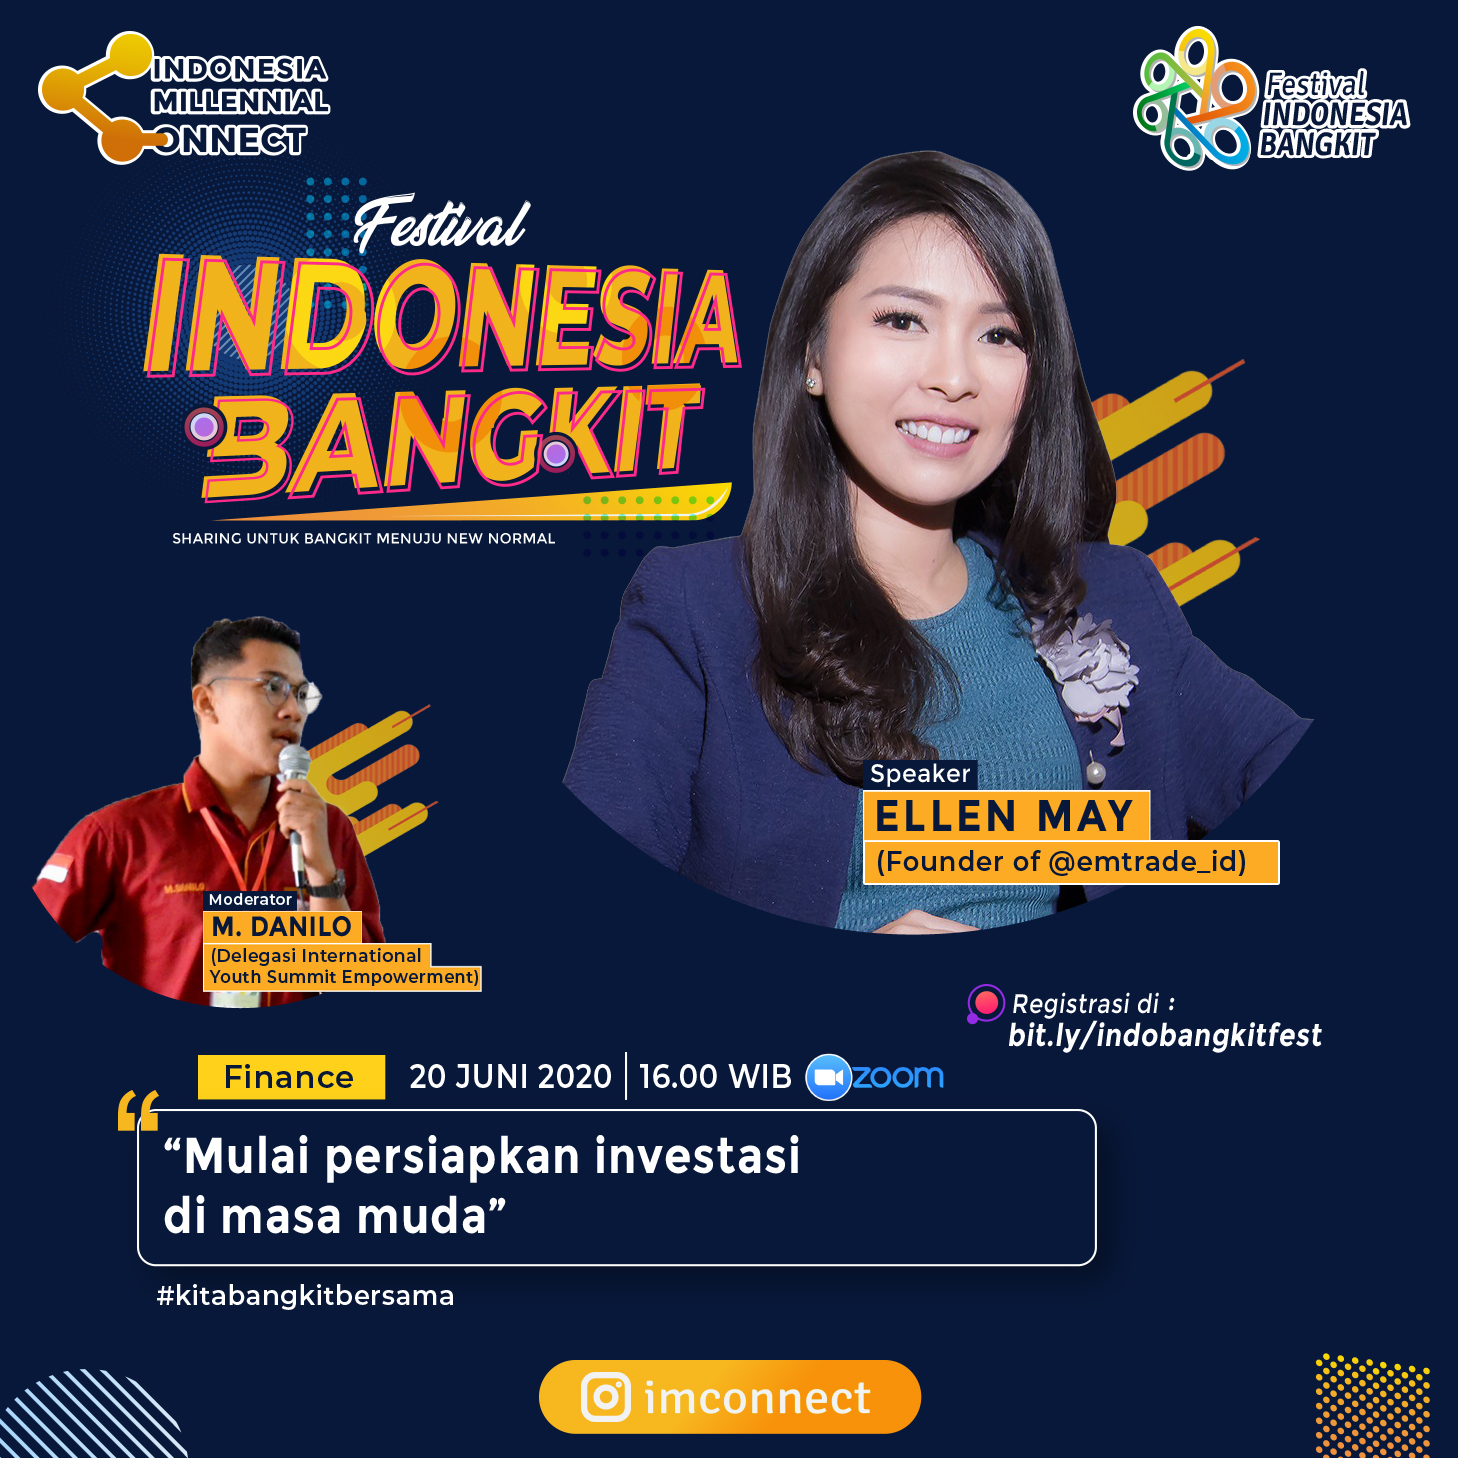 INDONESIA
MILLENNIAL
CONNECT
Festival
INDONESIA
BANGKIT
Festival
INDONESIA
BANGKIT
SHARING UNTUK BANGKIT MENUJU NEW NORMAL
Speaker
ELLEN MAY
(Founder of @emtrade_id)
M.DANILO
Moderator
M. DANILO
(Delegasi International
Youth Summit Empowerment)
Registrasi di :
bit.ly/indobangkitfest
Finance 20 JUNI 2020 | 16.00 WIB zoom
“Mulai persiapkan investasi
di masa muda”
#kitabangkitbersama
imconnect